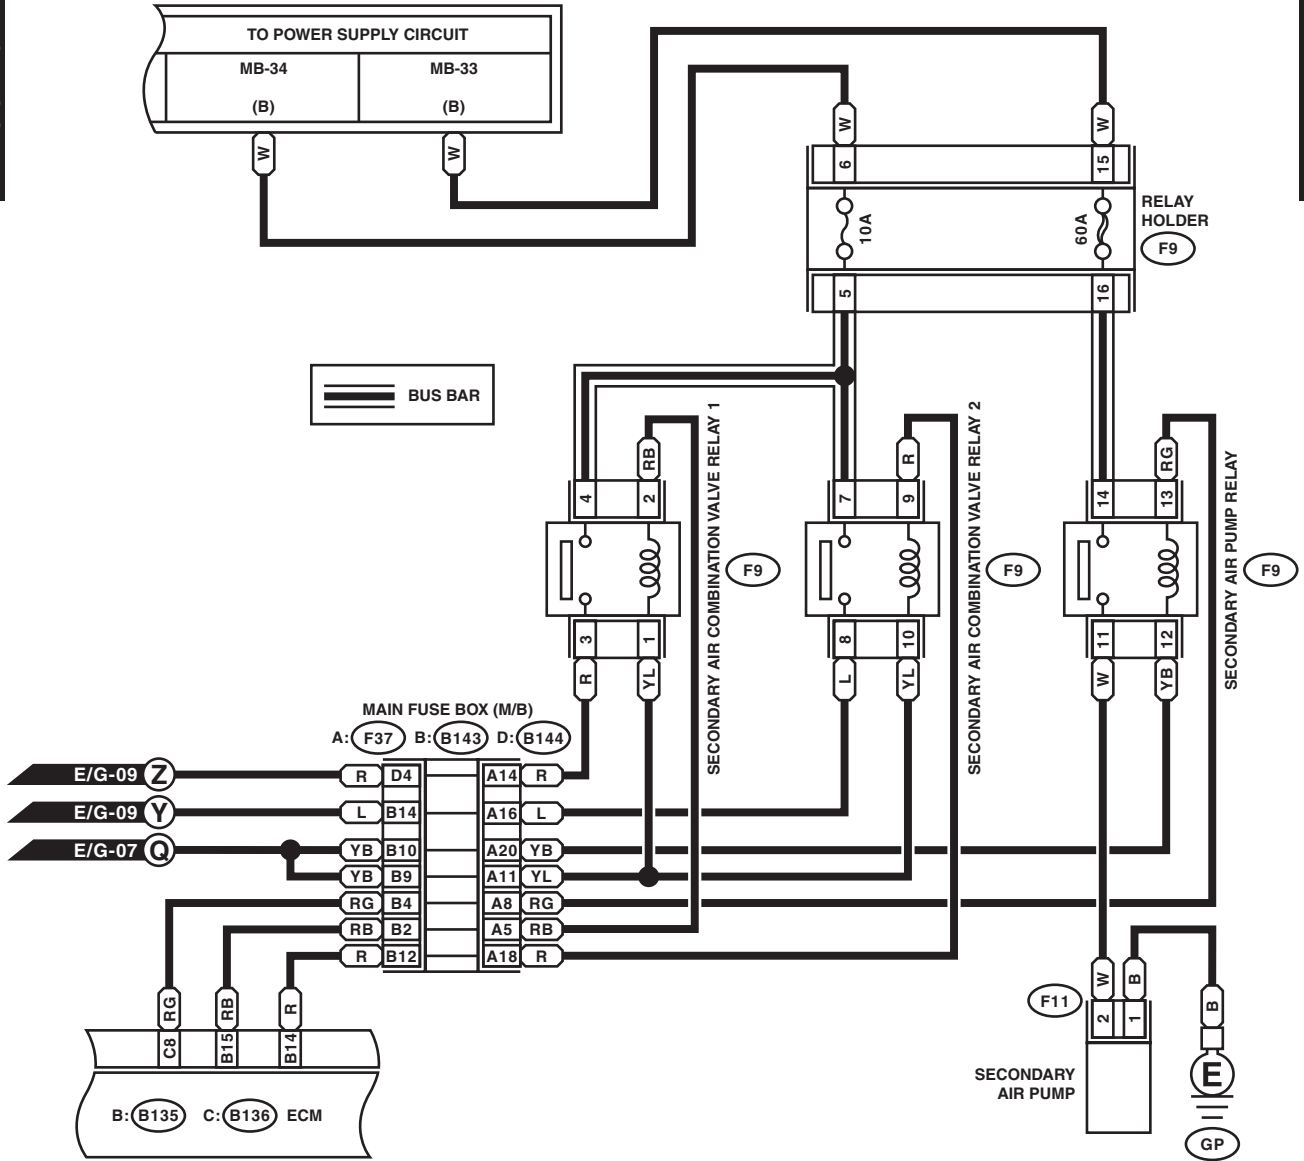 TO POWER SUPPLY CIRCUIT
MB-34
MB-33
(B)
(B)
W
W
W
W
6
15
10A
60A
RELAY
HOLDER
F9
5
16
BUS BAR
RB
R
RG
4
2
7
9
14
13
SECONDARY AIR COMBINATION VALVE RELAY 1
F9
SECONDARY AIR COMBINATION VALVE RELAY 2
F9
SECONDARY AIR PUMP RELAY
F9
3
1
8
10
11
12
R
YL
L
YL
W
YB
MAIN FUSE BOX (M/B)
A: F37 B: B143 D: B144
E/G-09 Z R D4 A14 R
E/G-09 Y L B14 A16 L
E/G-07 Q YB B10 A20 YB
YB B9 A11 YL
RG B4 A8 RG
RB B2 A5 RB
R B12 A18 R
RG
RB
R
C8
B15
B14
B: B135 C: B136 ECM
W
B
B
F11
2
1
SECONDARY
AIR PUMP
E
GP